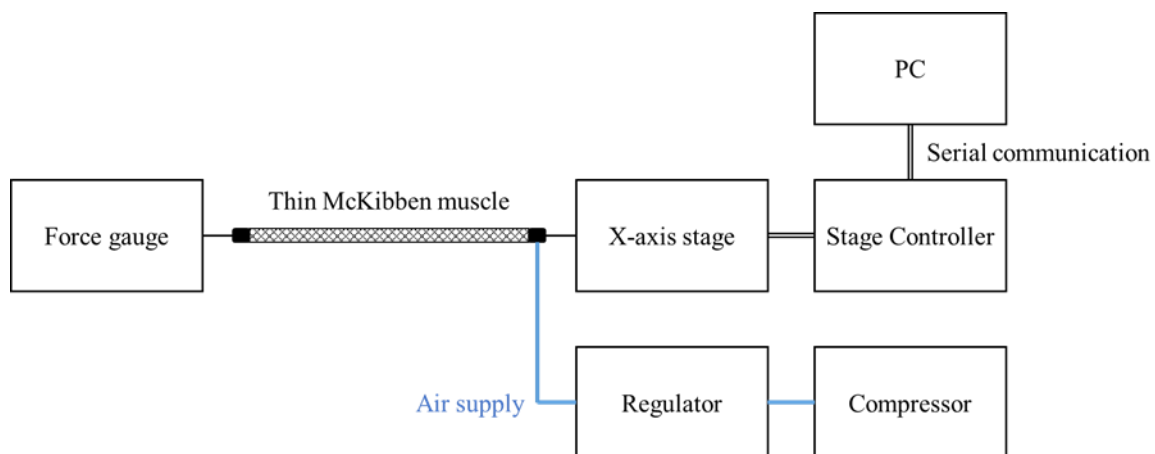 PC
Serial communication
Thin McKibben muscle
Force gauge
X-axis stage
Stage Controller
Air supply
Regulator
Compressor